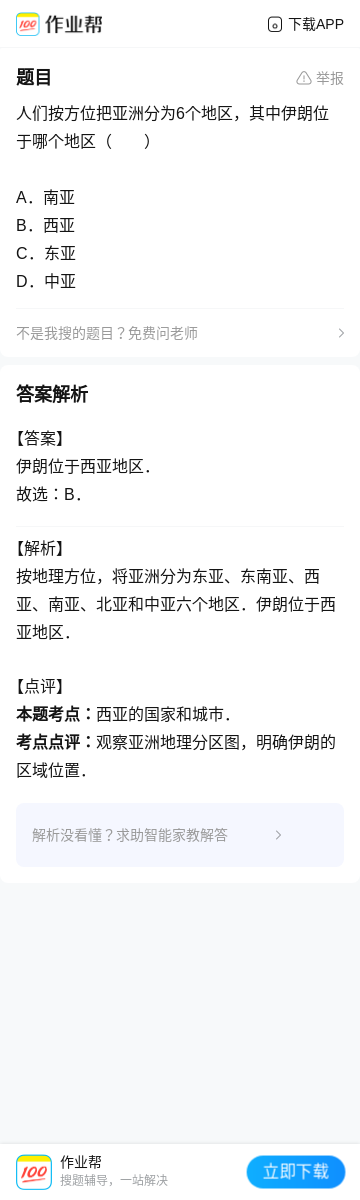 作业帮
下载APP
题目
举报
人们按方位把亚洲分为6个地区，其中伊朗位
于哪个地区（　　）
A．南亚
B．西亚
C．东亚
D．中亚
不是我搜的题目？免费问老师
答案解析
【答案】
伊朗位于西亚地区．
故选：B．
【解析】
按地理方位，将亚洲分为东亚、东南亚、西
亚、南亚、北亚和中亚六个地区．伊朗位于西
亚地区．
【点评】
本题考点：西亚的国家和城市．
考点点评：观察亚洲地理分区图，明确伊朗的
区域位置．
解析没看懂？求助智能家教解答
100
作业帮
搜题辅导，一站解决
立即下载